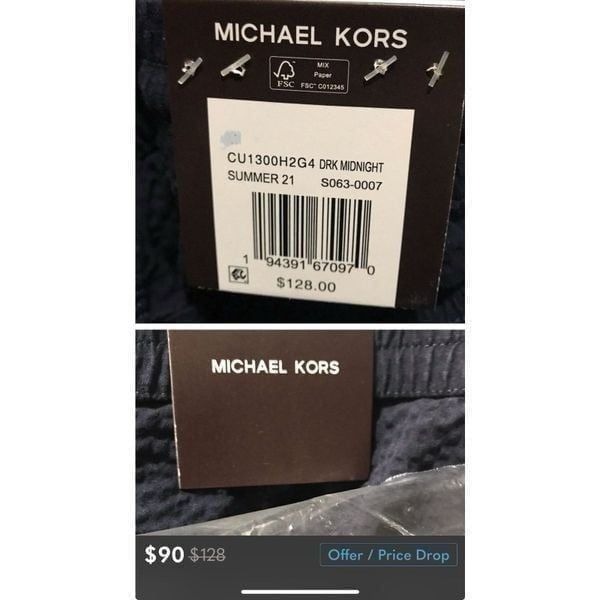 MICHAEL KORS
MIX
Paper
FSC
FSC™ C012345
CU1300H2G4 DRK MIDNIGHT
SUMMER 21 S063-0007
1 94391 67097 0
$128.00
MICHAEL KORS
$90 $128
Offer / Price Drop